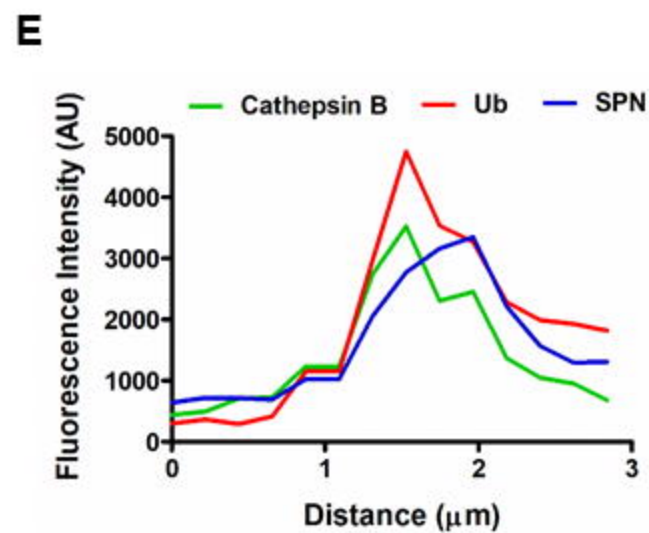 E
Cathepsin B Ub SPN
Fluorescence Intensity (AU)
5000
4000
3000
2000
1000
0
0 1 2 3
Distance (μm)